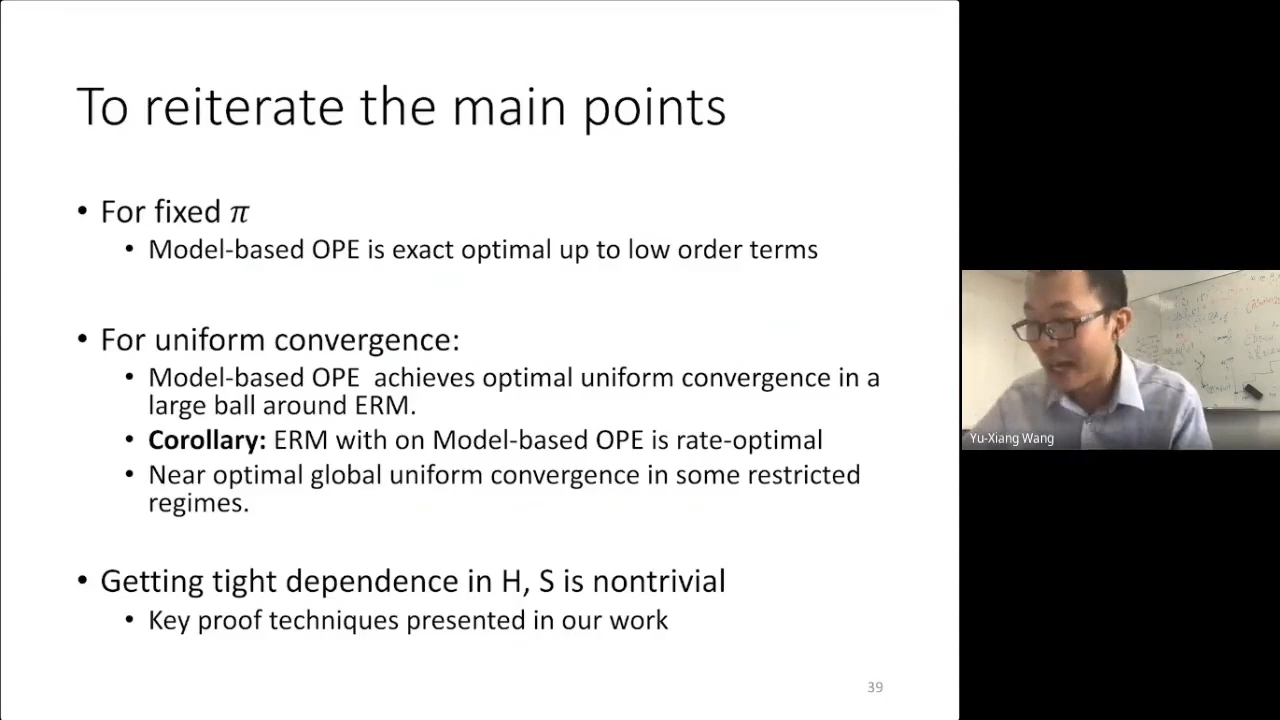 To reiterate the main points
• For fixed π
• Model-based OPE is exact optimal up to low order terms
• For uniform convergence:
• Model-based OPE achieves optimal uniform convergence in a
large ball around ERM.
• Corollary: ERM with on Model-based OPE is rate-optimal
• Near optimal global uniform convergence in some restricted
regimes.
• Getting tight dependence in H, S is nontrivial
• Key proof techniques presented in our work
39
Yu-Xiang Wang